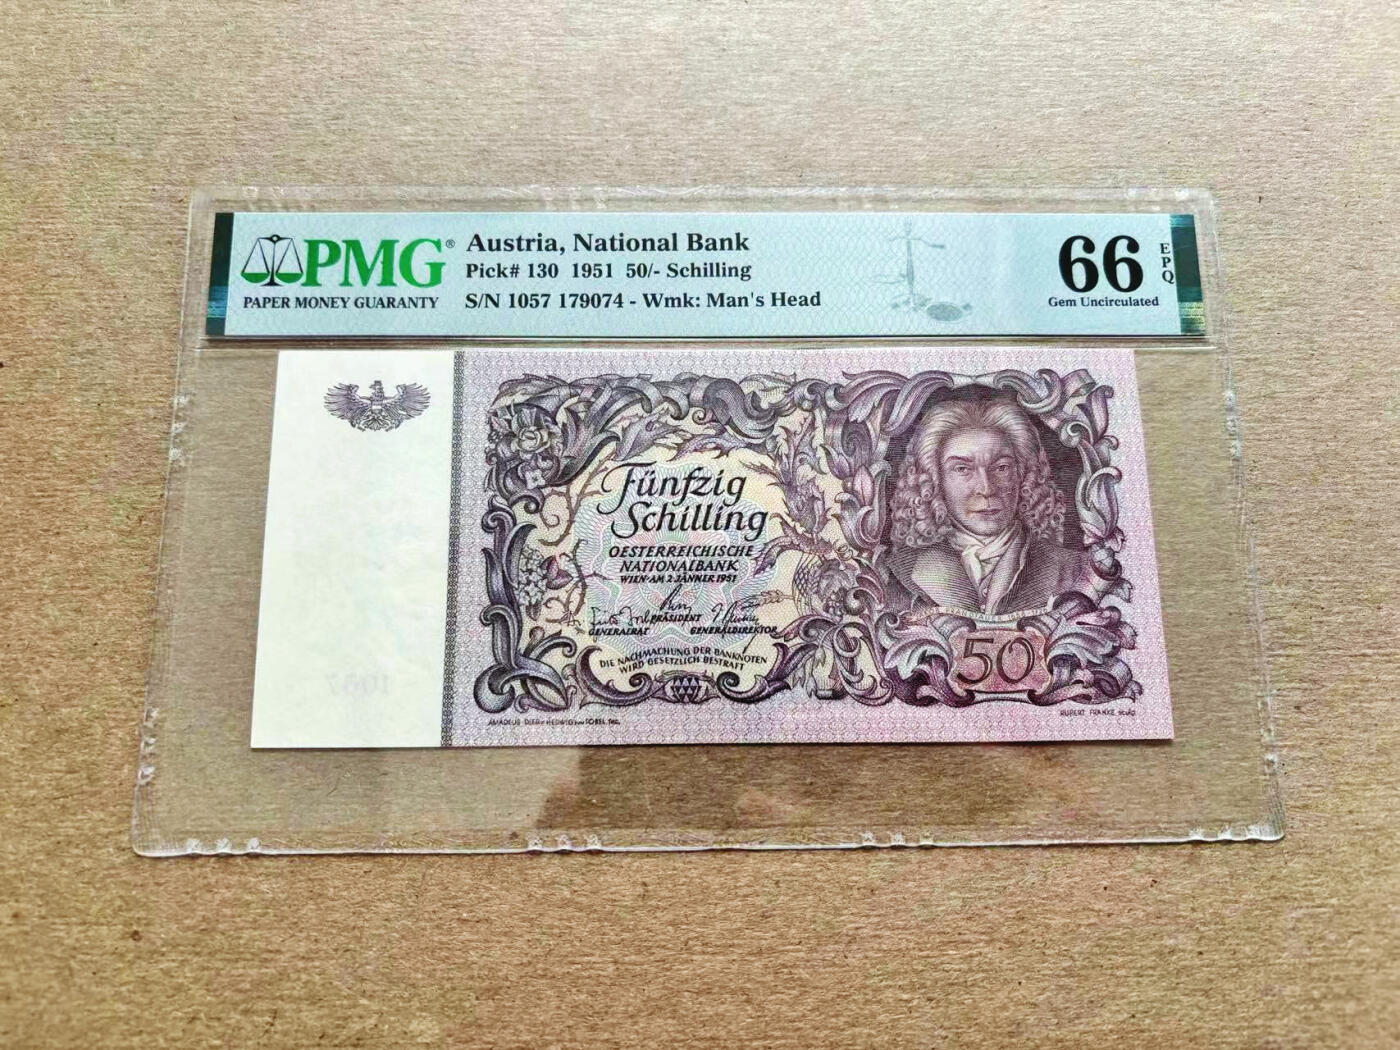 PMG®
PAPER MONEY GUARANTY
Austria, National Bank
Pick# 130 1951 50/- Schilling
S/N 1057 179074 - Wmk: Man's Head
66
EPQ
Gem Uncirculated
Fünfzig
Schilling
OESTERREICHISCHE
NATIONALBANK
WIEN·AM 2.JÄNNER 1951
PRÄSIDENT
GENERALRAT GENERALDIREKTOR
DIE NACHMACHUNG DER BANKNOTEN
WIRD GESETZLICH BESTRAFT
50
RUPERT FRANKE sculp